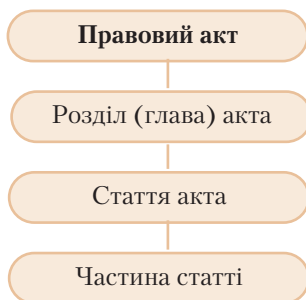 Правовий акт
Розділ (глава) акта
Стаття акта
Частина статті